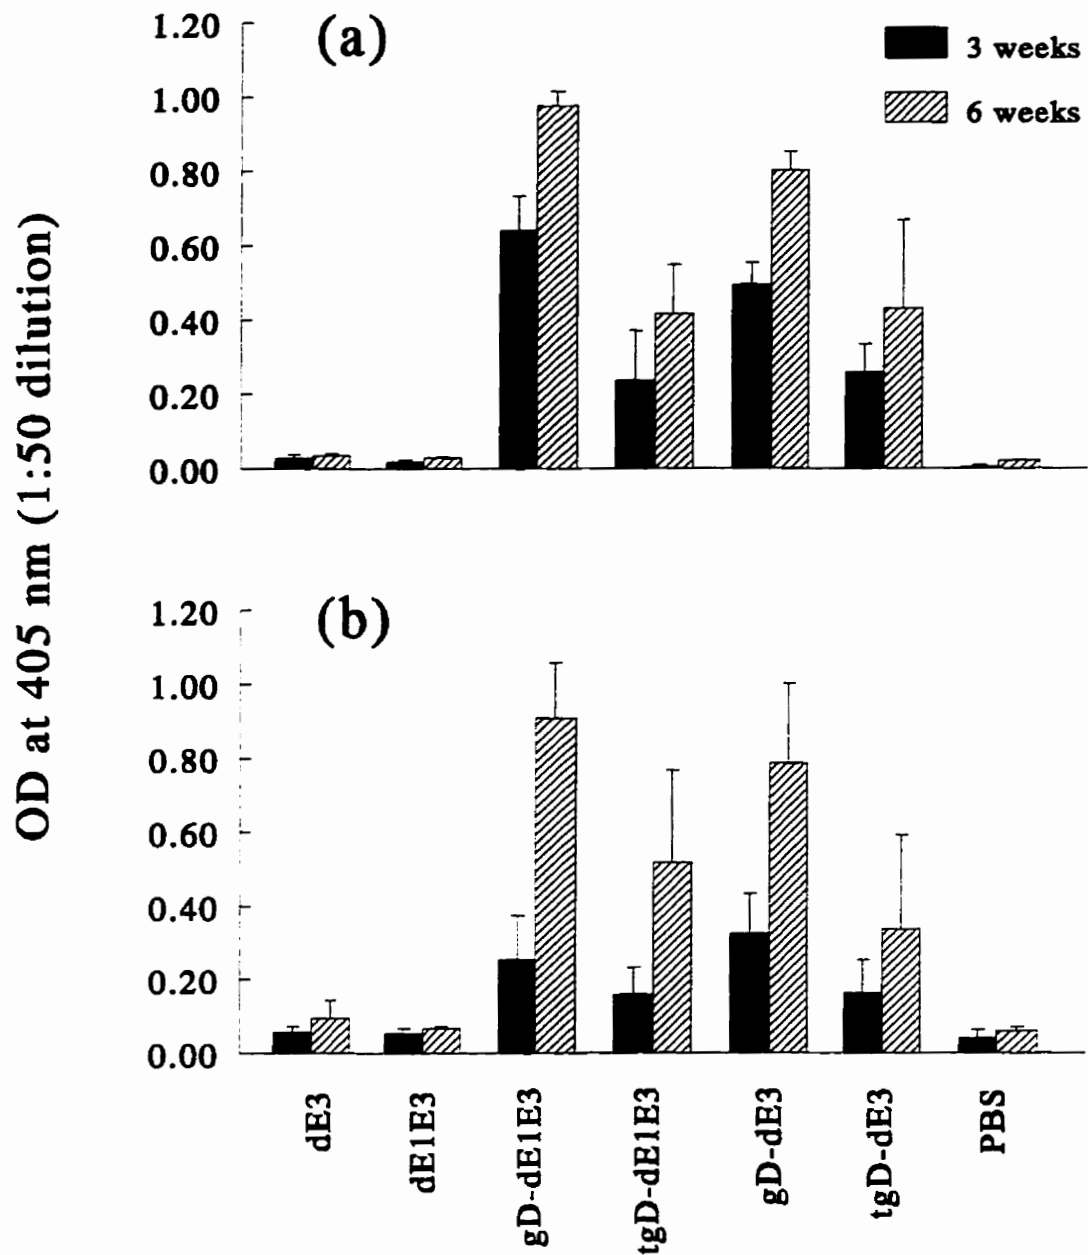 (a)
3 weeks
6 weeks
1.20
1.00
0.80
0.60
0.40
0.20
0.00
OD at 405 nm (1:50 dilution)
(b)
1.20
1.00
0.80
0.60
0.40
0.20
0.00
dE3
dE1E3
gD-dE1E3
tgD-dE1E3
gD-dE3
tgD-dE3
PBS